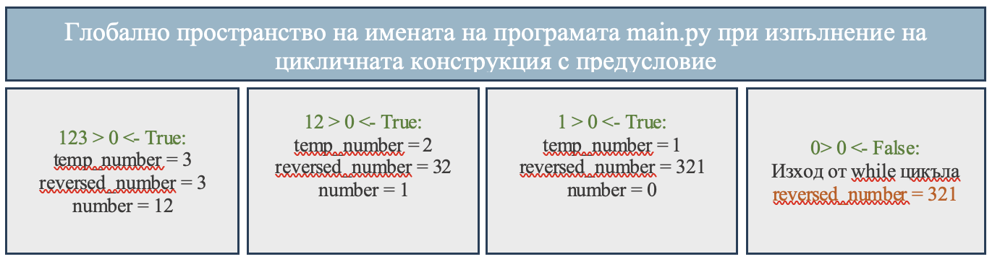 Глобално пространство на имената на програмата main.py при изпълнение на
цикличната конструкция с предусловие
123 > 0 <- True:
temp_number = 3
reversed_number = 3
number = 12
12 > 0 <- True:
temp_number = 2
reversed_number = 32
number = 1
1 > 0 <- True:
temp_number = 1
reversed_number = 321
number = 0
0> 0 <- False:
Изход от while цикъла
reversed_number = 321